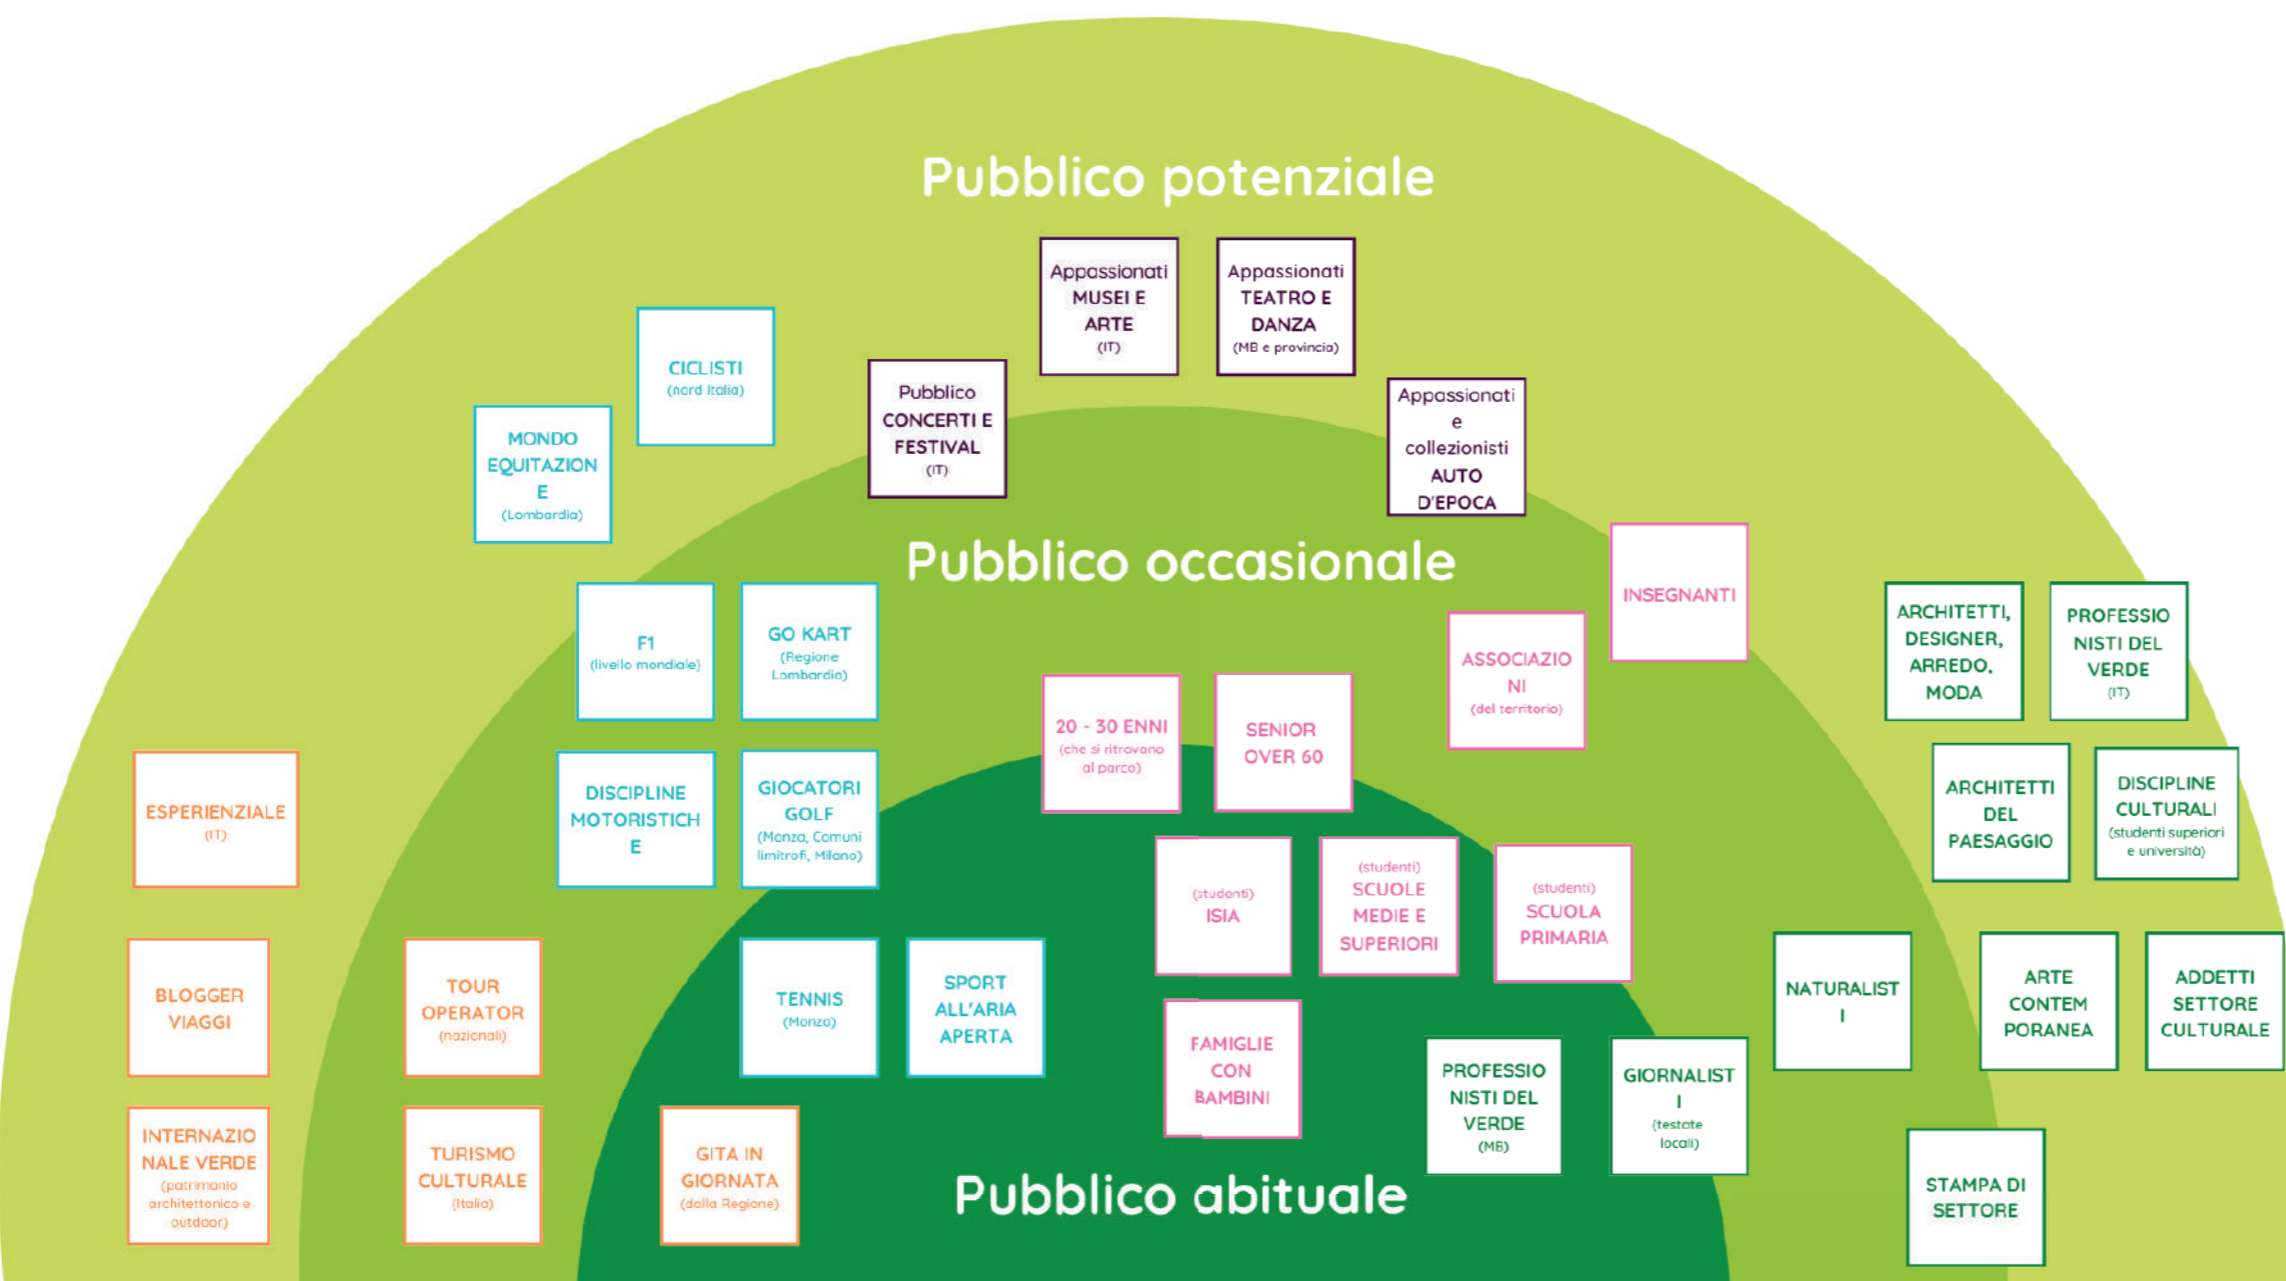 Pubblico potenziale
Appassionati
MUSEI E
ARTE
(IT)
Appassionati
TEATRO E
DANZA
(MB e provincia)
CICLISTI
(nord Italia)
Pubblico
CONCERTI E
FESTIVAL
(IT)
Appassionati
e
collezionisti
AUTO
D'EPOCA
MONDO
EQUITAZION
E
(Lombardia)
Pubblico occasionale
INSEGNANTI
F1
(livello mondiale)
GO KART
(Regione
Lombardia)
ASSOCIAZIO
NI
(del territorio)
ARCHITETTI,
DESIGNER,
ARREDO,
MODA
PROFESSIO
NISTI DEL
VERDE
(IT)
20 - 30 ENNI
(che si ritrovano
al parco)
SENIOR
OVER 60
ESPERIENZIALE
(IT)
DISCIPLINE
MOTORISTICH
E
GIOCATORI
GOLF
(Monza, Comuni
limitrofi, Milano)
ARCHITETTI
DEL
PAESAGGIO
DISCIPLINE
CULTURALI
(studenti superiori
e università)
(studenti)
ISIA
(studenti)
SCUOLE
MEDIE E
SUPERIORI
(studenti)
SCUOLA
PRIMARIA
BLOGGER
VIAGGI
TOUR
OPERATOR
(nazionali)
TENNIS
(Monza)
SPORT
ALL'ARIA
APERTA
NATURALIST
I
ARTE
CONTEM
PORANEA
ADDETTI
SETTORE
CULTURALE
FAMIGLIE
CON
BAMBINI
PROFESSIO
NISTI DEL
VERDE
(MB)
GIORNALIST
I
(testate
locali)
INTERNAZIO
NALE VERDE
(patrimonio
architettonico e
outdoor)
TURISMO
CULTURALE
(Italia)
GITA IN
GIORNATA
(dalla Regione)
Pubblico abituale
STAMPA DI
SETTORE